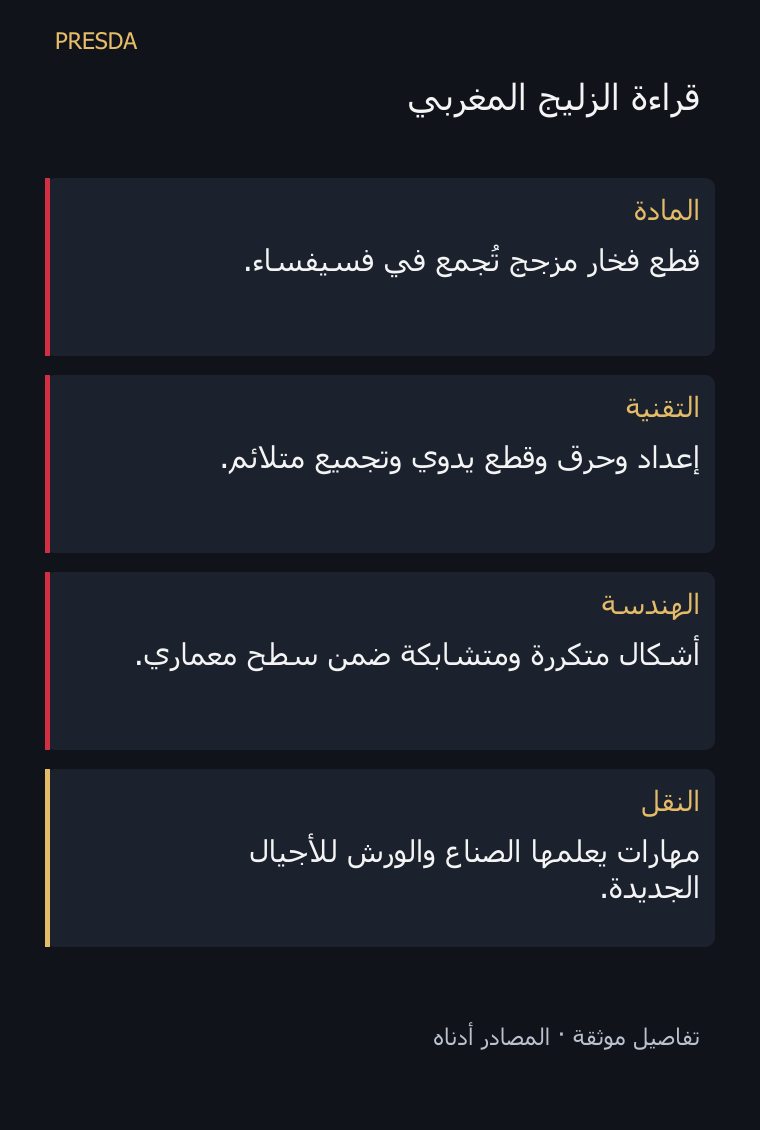 PRESDA
قراءة الزليج المغربي
المادة
قطع فخار مزجج تُجمع في فسيفساء.
التقنية
إعداد وحرق وقطع يدوي وتجميع متلائم.
الهندسة
أشكال متكررة ومتشابكة ضمن سطح معماري.
النقل
مهارات يعلمها الصناع والورش للأجيال
الجديدة.
تفاصيل موثقة · المصادر أدناه